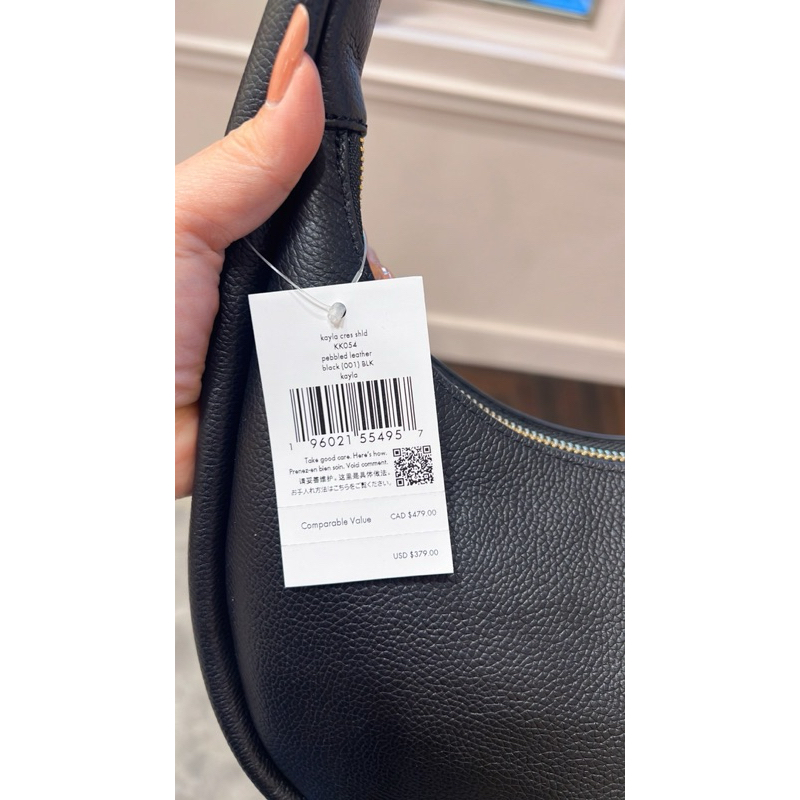 kayla cres shld
KK054
pebbled leather
black (001) BLK
kayla
1 96021 55495 7
Take good care. Here's how.
Prenez-en bien soin. Void comment.
请妥善维护。这里是具体做法。
お手入れ方法はこちらをご覧ください。
Comparable Value CAD $479.00
USD $379.00